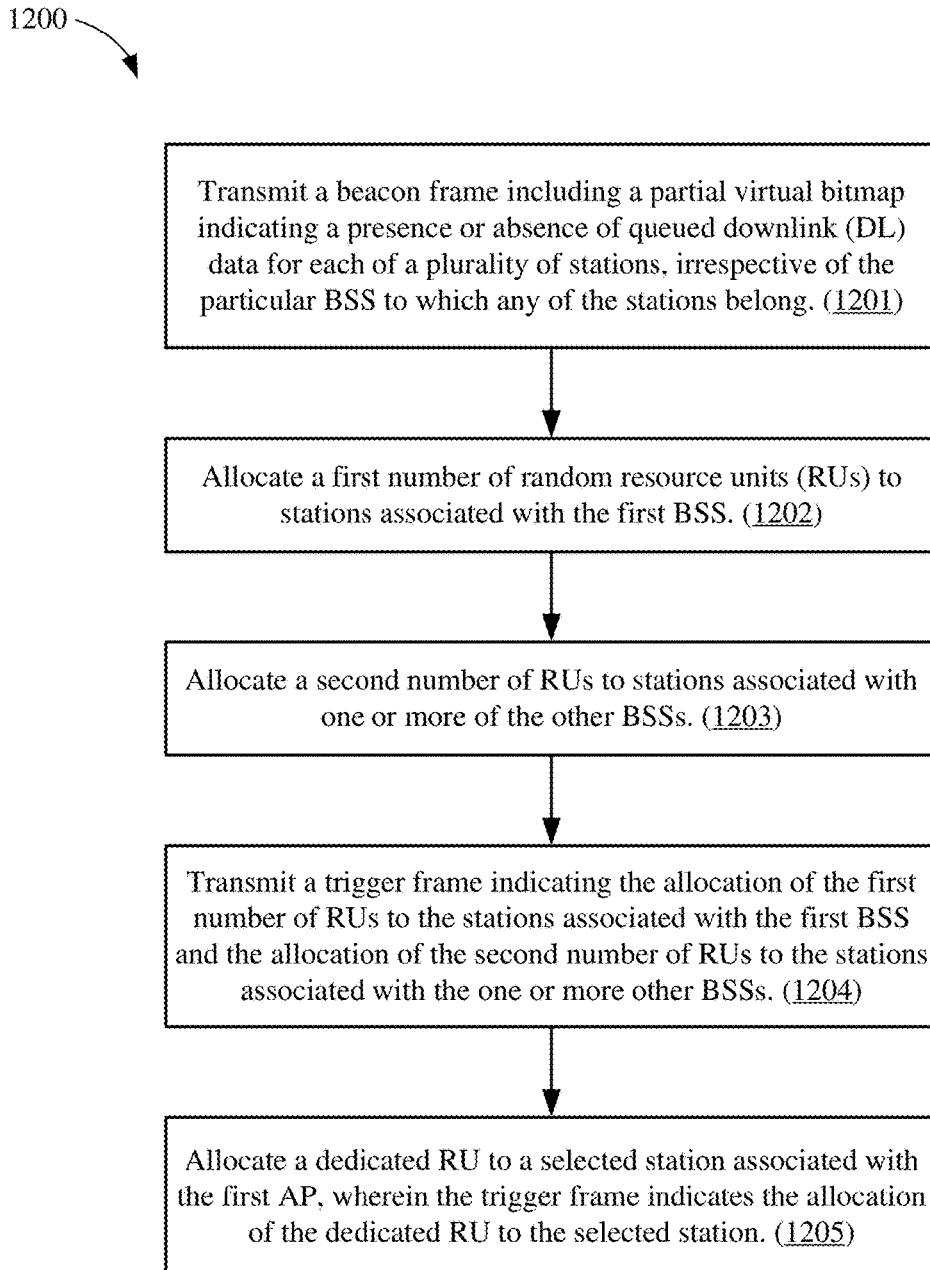 1200
Transmit a beacon frame including a partial virtual bitmap
indicating a presence or absence of queued downlink (DL)
data for each of a plurality of stations, irrespective of the
particular BSS to which any of the stations belong. (1201)
Allocate a first number of random resource units (RUs) to
stations associated with the first BSS. (1202)
Allocate a second number of RUs to stations associated with
one or more of the other BSSs. (1203)
Transmit a trigger frame indicating the allocation of the first
number of RUs to the stations associated with the first BSS
and the allocation of the second number of RUs to the stations
associated with the one or more other BSSs. (1204)
Allocate a dedicated RU to a selected station associated with
the first AP, wherein the trigger frame indicates the allocation
of the dedicated RU to the selected station. (1205)